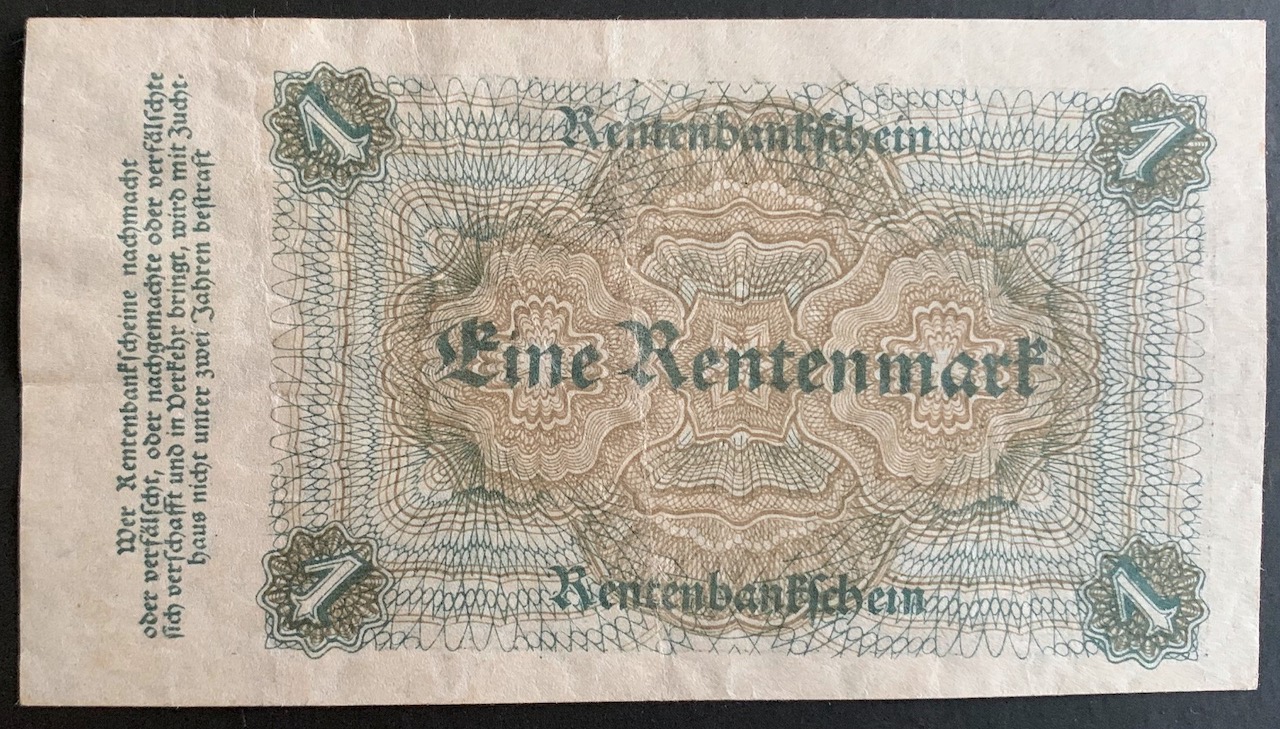 Wer Rentenbankscheine nachmacht
oder verfälscht, oder nachgemachte oder verfälschte
sich verschafft und in Verkehr bringt, wird mit Zucht-
haus nicht unter zwei Jahren bestraft
1
1
Rentenbankschein
Eine Rentenmark
Rentenbankschein
1
1